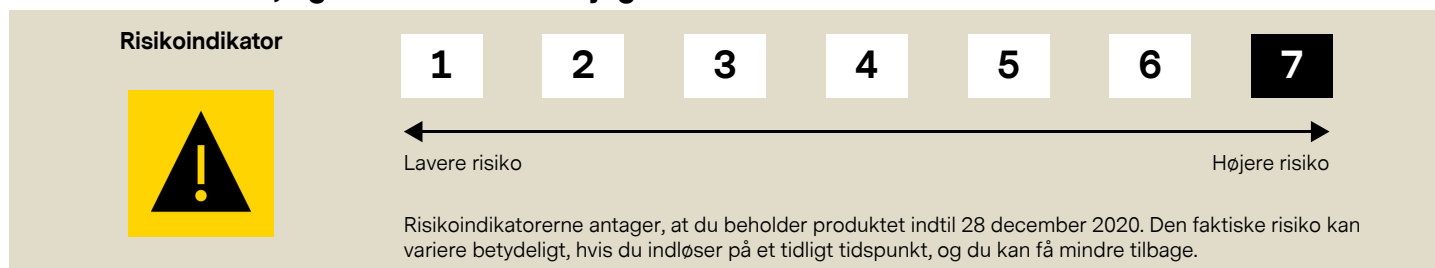 Risikoindikator
1 2 3 4 5 6 7
Lavere risiko Højere risiko
Risikoindikatorerne antager, at du beholder produktet indtil 28 december 2020. Den faktiske risiko kan
variere betydeligt, hvis du indløser på et tidligt tidspunkt, og du kan få mindre tilbage.